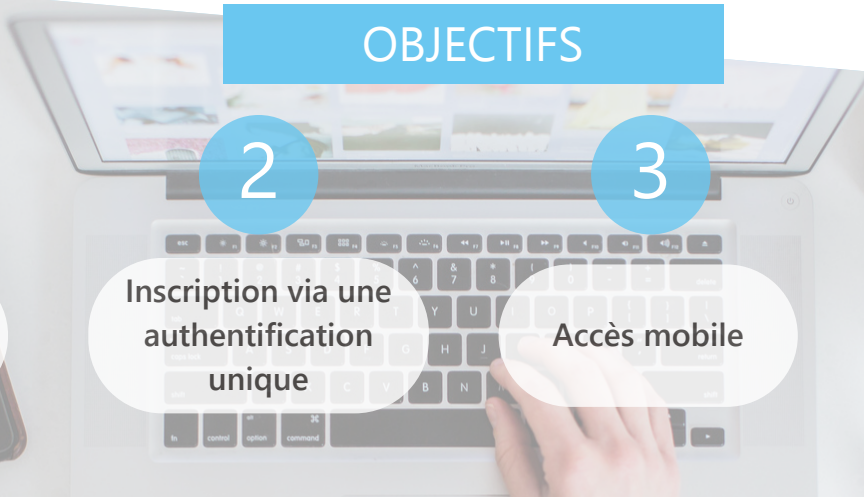 OBJECTIFS
2
3
Inscription via une
authentification
unique
Accès mobile